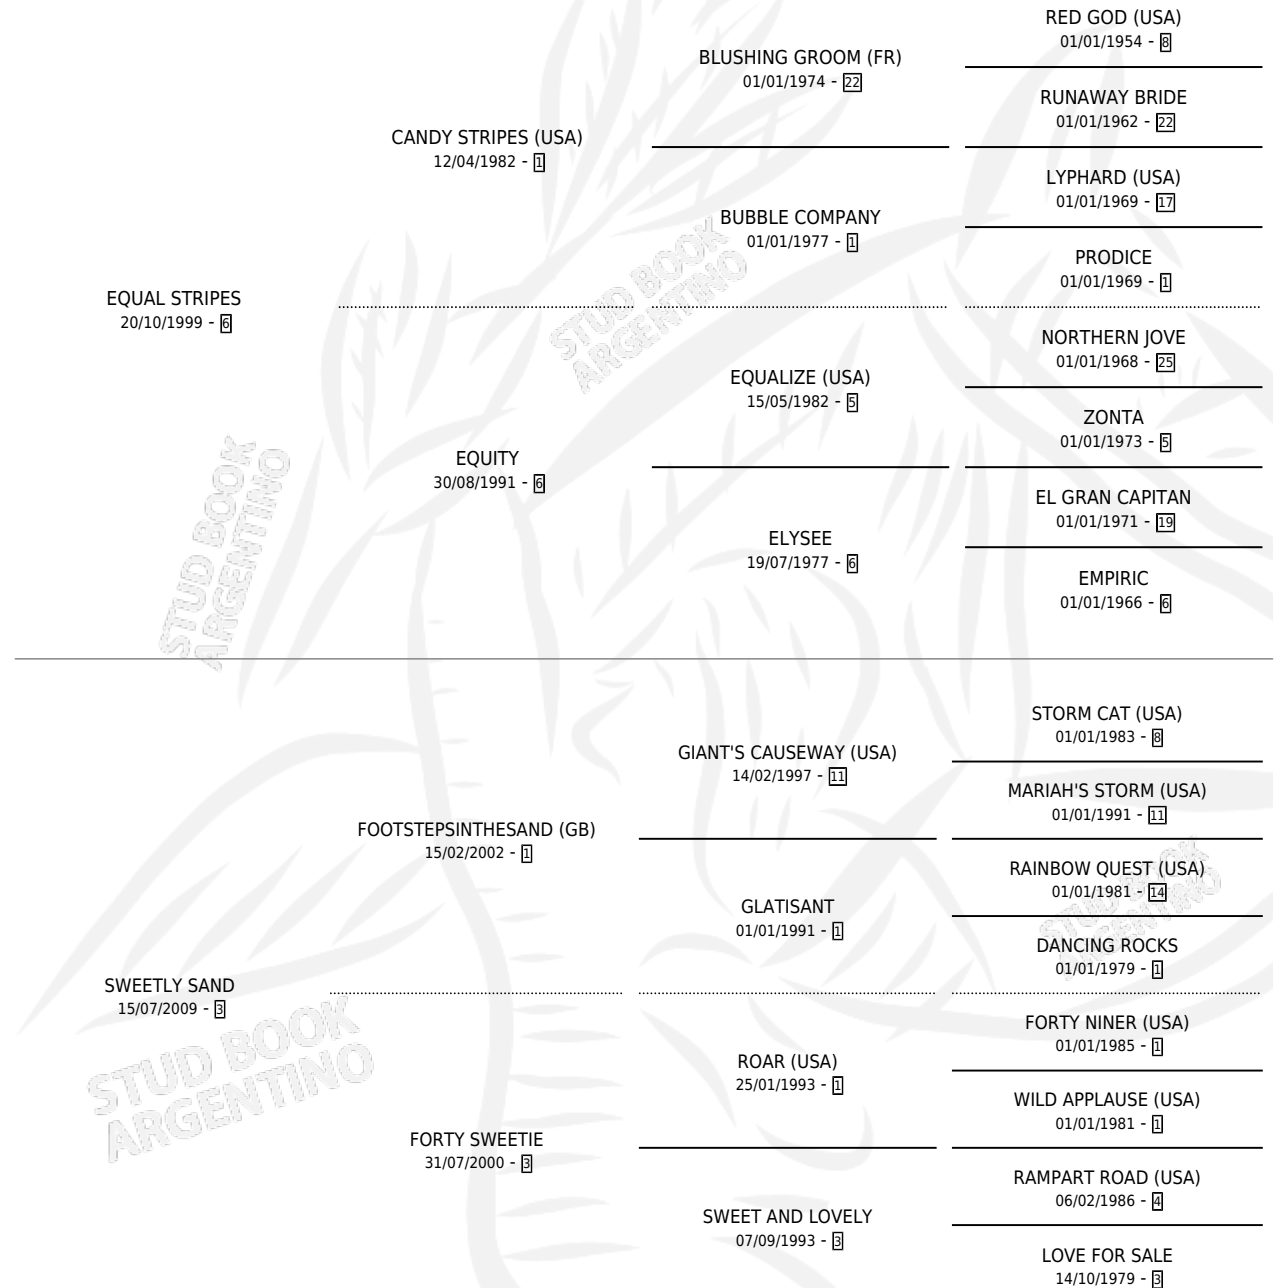 RED GOD (USA)
01/01/1954 - 8
BLUSHING GROOM (FR)
01/01/1974 - 22
RUNAWAY BRIDE
01/01/1962 - 22
CANDY STRIPES (USA)
12/04/1982 - 1
LYPHARD (USA)
01/01/1969 - 17
BUBBLE COMPANY
01/01/1977 - 1
PRODICE
01/01/1969 - 1
STUD BOOK
ARGENTINO
EQUAL STRIPES
20/10/1999 - 6
NORTHERN JOVE
01/01/1968 - 25
EQUALIZE (USA)
15/05/1982 - 5
ZONTA
01/01/1973 - 5
EQUITY
30/08/1991 - 6
EL GRAN CAPITAN
01/01/1971 - 19
ELYSEE
19/07/1977 - 6
EMPIRIC
01/01/1966 - 6
STUD BOOK
ARGENTINO
STORM CAT (USA)
01/01/1983 - 8
GIANT'S CAUSEWAY (USA)
14/02/1997 - 11
MARIAH'S STORM (USA)
01/01/1991 - 11
FOOTSTEPSINTHESAND (GB)
15/02/2002 - 1
RAINBOW QUEST (USA)
01/01/1981 - 14
STUD BOOK
ARGENTINO
GLATISANT
01/01/1991 - 1
DANCING ROCKS
01/01/1979 - 1
SWEETLY SAND
15/07/2009 - 3
STUD BOOK
ARGENTINO
FORTY NINER (USA)
01/01/1985 - 1
ROAR (USA)
25/01/1993 - 1
WILD APPLAUSE (USA)
01/01/1981 - 1
FORTY SWEETIE
31/07/2000 - 3
RAMPART ROAD (USA)
06/02/1986 - 4
SWEET AND LOVELY
07/09/1993 - 3
LOVE FOR SALE
14/10/1979 - 3